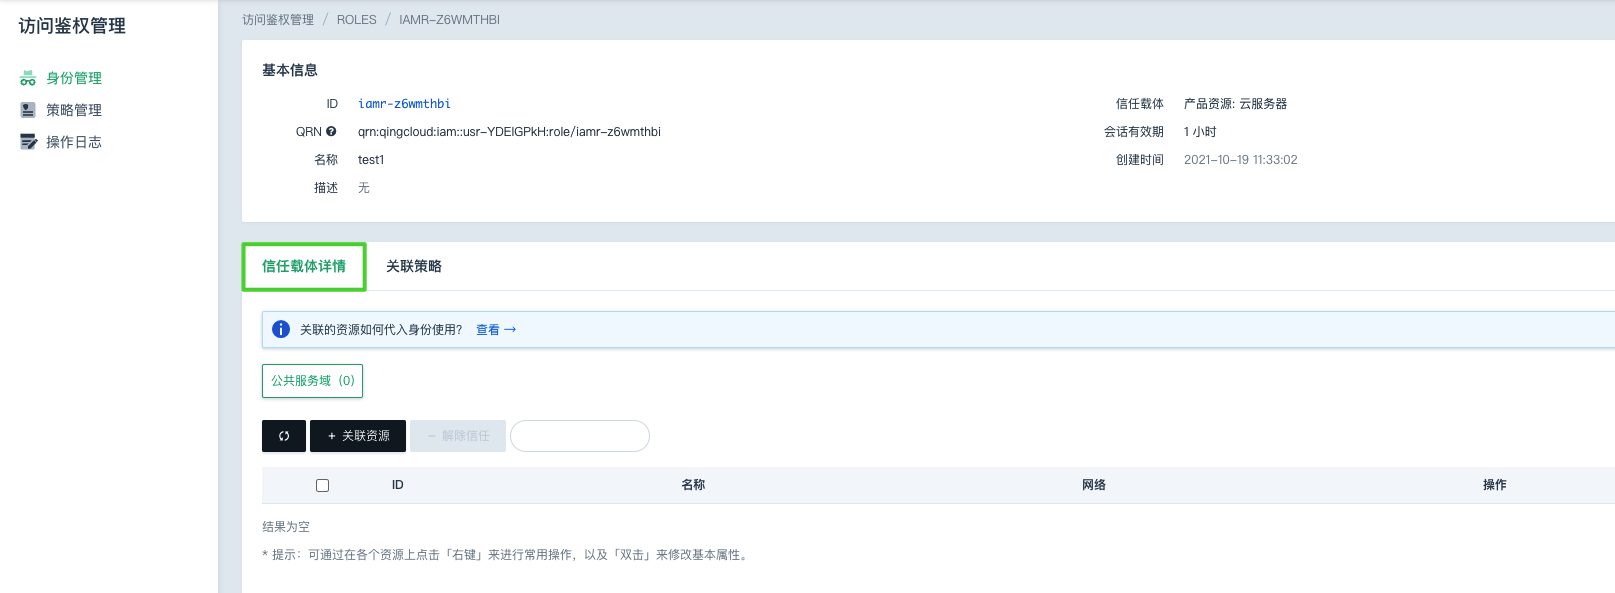 访问鉴权管理
身份管理
策略管理
操作日志
访问鉴权管理 / ROLES / IAMR-Z6WMTHBI
基本信息
ID iamr-z6wmthbi
QRN qrn:qingcloud:iam::usr-YDEIGPkH:role/iamr-z6wmthbi
名称 test1
描述 无
信任载体 产品资源: 云服务器
会话有效期 1 小时
创建时间 2021-10-19 11:33:02
信任载体详情 关联策略
关联的资源如何代入身份使用? 查看 →
公共服务域 (0)
+ 关联资源 − 解除信任
ID 名称 网络 操作
结果为空
* 提示：可通过在各个资源上点击「右键」来进行常用操作，以及「双击」来修改基本属性。